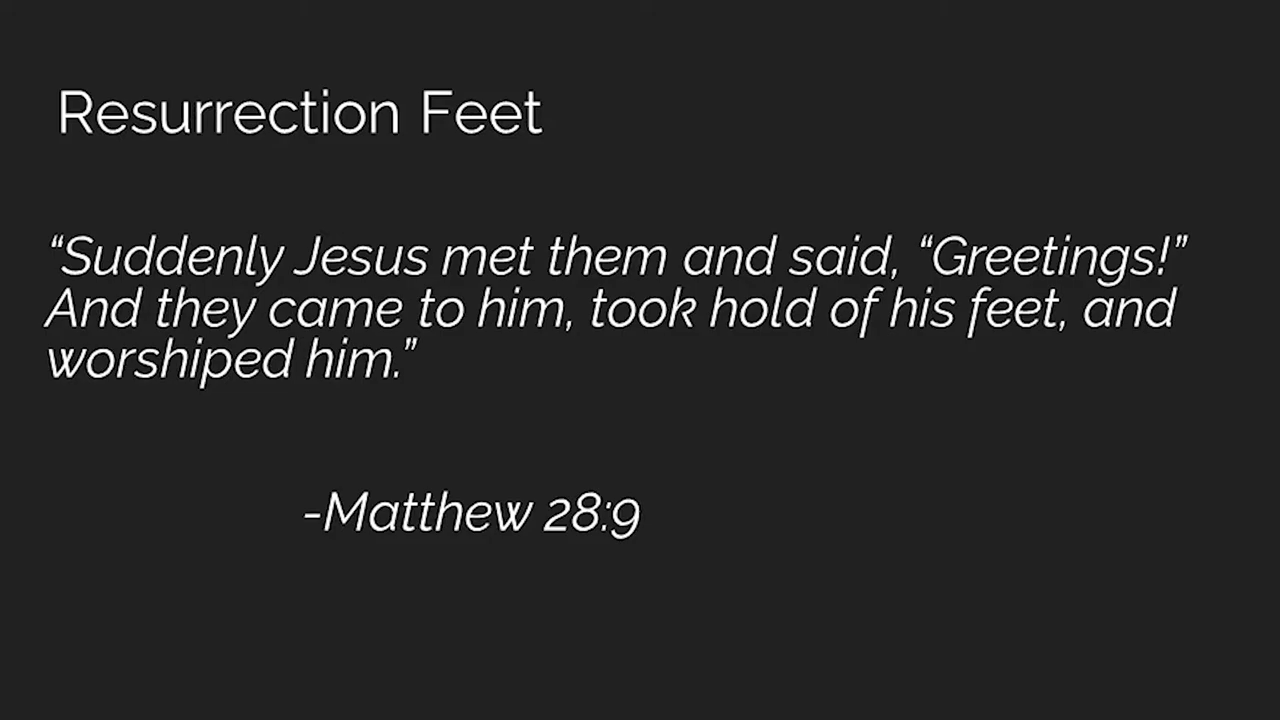 Resurrection Feet
“Suddenly Jesus met them and said, “Greetings!”
And they came to him, took hold of his feet, and
worshiped him.”
-Matthew 28:9